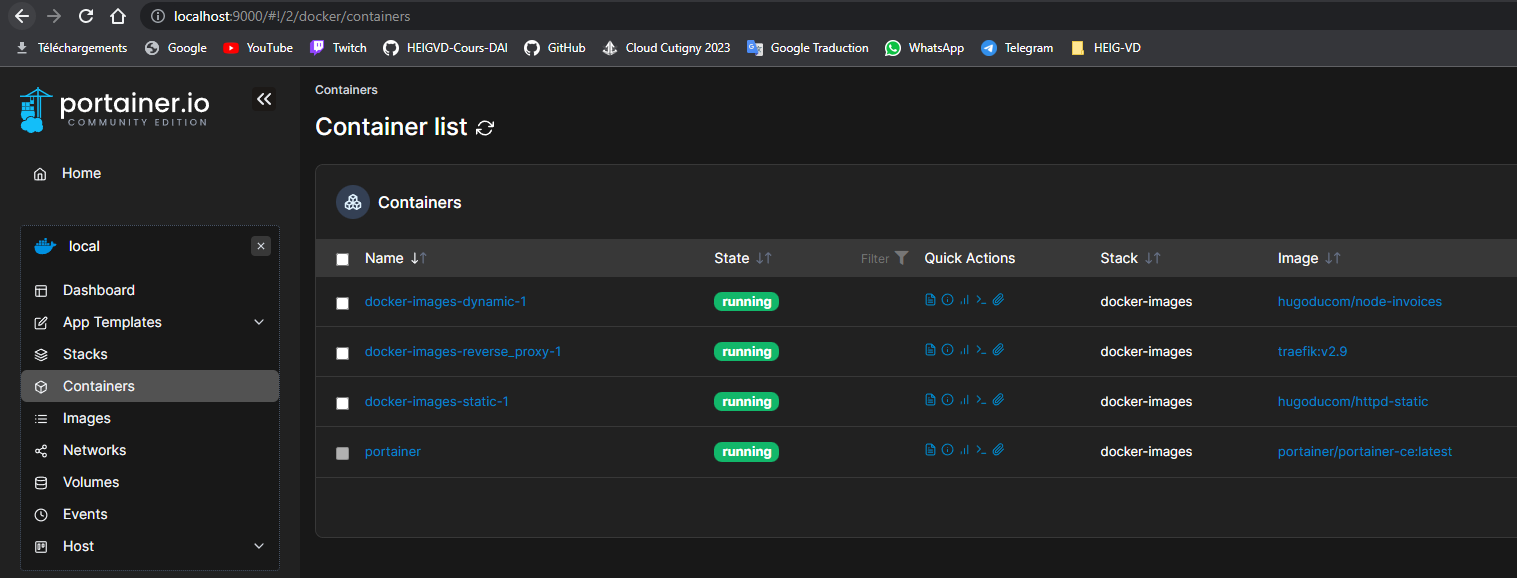 localhost:9000/#!/2/docker/containers
Téléchargements Google YouTube Twitch HEIGVD-Cours-DAI GitHub Cloud Cutigny 2023 Google Traduction WhatsApp Telegram HEIG-VD
portainer.io
COMMUNITY EDITION
Home
local
Dashboard
App Templates
Stacks
Containers
Images
Networks
Volumes
Events
Host
Containers
Container list
Containers
Name State Filter Quick Actions Stack Image
docker-images-dynamic-1 running docker-images hugoducom/node-invoices
docker-images-reverse_proxy-1 running docker-images traefik:v2.9
docker-images-static-1 running docker-images hugoducom/httpd-static
portainer running docker-images portainer/portainer-ce:latest